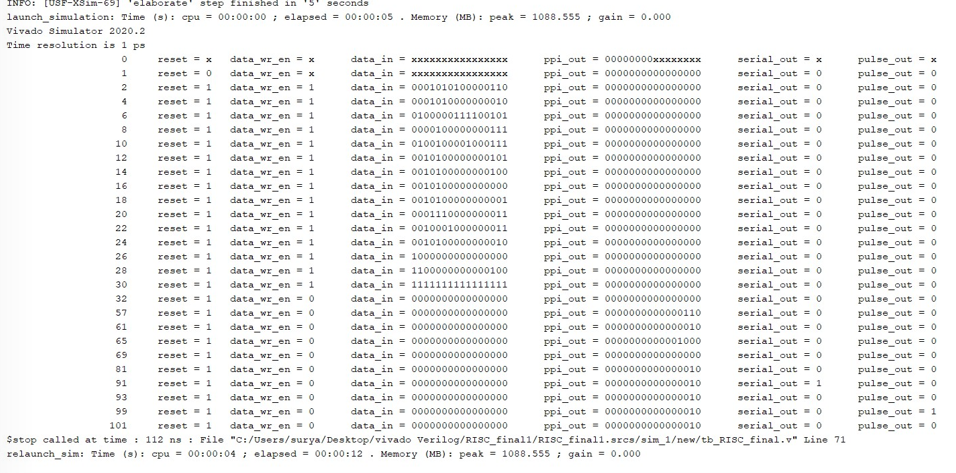 INFO: [USF-XSim-69] 'elaborate' step finished in '5' seconds
launch_simulation: Time (s): cpu = 00:00:00 ; elapsed = 00:00:05 . Memory (MB): peak = 1088.555 ; gain = 0.000
Vivado Simulator 2020.2
Time resolution is 1 ps
0 reset = x data_wr_en = x data_in = xxxxxxxxxxxxxxxx ppi_out = 00000000xxxxxxxx serial_out = x pulse_out = x
1 reset = 0 data_wr_en = x data_in = xxxxxxxxxxxxxxxx ppi_out = 0000000000000000 serial_out = 0 pulse_out = 0
2 reset = 1 data_wr_en = 1 data_in = 0001010100000110 ppi_out = 0000000000000000 serial_out = 0 pulse_out = 0
4 reset = 1 data_wr_en = 1 data_in = 0001010000000010 ppi_out = 0000000000000000 serial_out = 0 pulse_out = 0
6 reset = 1 data_wr_en = 1 data_in = 0100000111100101 ppi_out = 0000000000000000 serial_out = 0 pulse_out = 0
8 reset = 1 data_wr_en = 1 data_in = 0000100000000111 ppi_out = 0000000000000000 serial_out = 0 pulse_out = 0
10 reset = 1 data_wr_en = 1 data_in = 0100100001000111 ppi_out = 0000000000000000 serial_out = 0 pulse_out = 0
12 reset = 1 data_wr_en = 1 data_in = 0010100000000101 ppi_out = 0000000000000000 serial_out = 0 pulse_out = 0
14 reset = 1 data_wr_en = 1 data_in = 0010100000000100 ppi_out = 0000000000000000 serial_out = 0 pulse_out = 0
16 reset = 1 data_wr_en = 1 data_in = 0010100000000000 ppi_out = 0000000000000000 serial_out = 0 pulse_out = 0
18 reset = 1 data_wr_en = 1 data_in = 0010100000000001 ppi_out = 0000000000000000 serial_out = 0 pulse_out = 0
20 reset = 1 data_wr_en = 1 data_in = 0001110000000011 ppi_out = 0000000000000000 serial_out = 0 pulse_out = 0
22 reset = 1 data_wr_en = 1 data_in = 0010001000000011 ppi_out = 0000000000000000 serial_out = 0 pulse_out = 0
24 reset = 1 data_wr_en = 1 data_in = 0010100000000010 ppi_out = 0000000000000000 serial_out = 0 pulse_out = 0
26 reset = 1 data_wr_en = 1 data_in = 1000000000000000 ppi_out = 0000000000000000 serial_out = 0 pulse_out = 0
28 reset = 1 data_wr_en = 1 data_in = 1100000000000100 ppi_out = 0000000000000000 serial_out = 0 pulse_out = 0
30 reset = 1 data_wr_en = 1 data_in = 1111111111111111 ppi_out = 0000000000000000 serial_out = 0 pulse_out = 0
32 reset = 1 data_wr_en = 0 data_in = 0000000000000000 ppi_out = 0000000000000000 serial_out = 0 pulse_out = 0
57 reset = 1 data_wr_en = 0 data_in = 0000000000000000 ppi_out = 0000000000000110 serial_out = 0 pulse_out = 0
61 reset = 1 data_wr_en = 0 data_in = 0000000000000000 ppi_out = 0000000000000010 serial_out = 0 pulse_out = 0
65 reset = 1 data_wr_en = 0 data_in = 0000000000000000 ppi_out = 0000000000001000 serial_out = 0 pulse_out = 0
69 reset = 1 data_wr_en = 0 data_in = 0000000000000000 ppi_out = 0000000000000000 serial_out = 0 pulse_out = 0
81 reset = 1 data_wr_en = 0 data_in = 0000000000000000 ppi_out = 0000000000000010 serial_out = 0 pulse_out = 0
91 reset = 1 data_wr_en = 0 data_in = 0000000000000000 ppi_out = 0000000000000010 serial_out = 1 pulse_out = 0
93 reset = 1 data_wr_en = 0 data_in = 0000000000000000 ppi_out = 0000000000000010 serial_out = 0 pulse_out = 0
99 reset = 1 data_wr_en = 0 data_in = 0000000000000000 ppi_out = 0000000000000010 serial_out = 0 pulse_out = 1
101 reset = 1 data_wr_en = 0 data_in = 0000000000000000 ppi_out = 0000000000000010 serial_out = 0 pulse_out = 0
$stop called at time : 112 ns : File "C:/Users/surya/Desktop/vivado Verilog/RISC_final1/RISC_final1.srcs/sim_1/new/tb_RISC_final.v" Line 71
relaunch_sim: Time (s): cpu = 00:00:04 ; elapsed = 00:00:12 . Memory (MB): peak = 1088.555 ; gain = 0.000